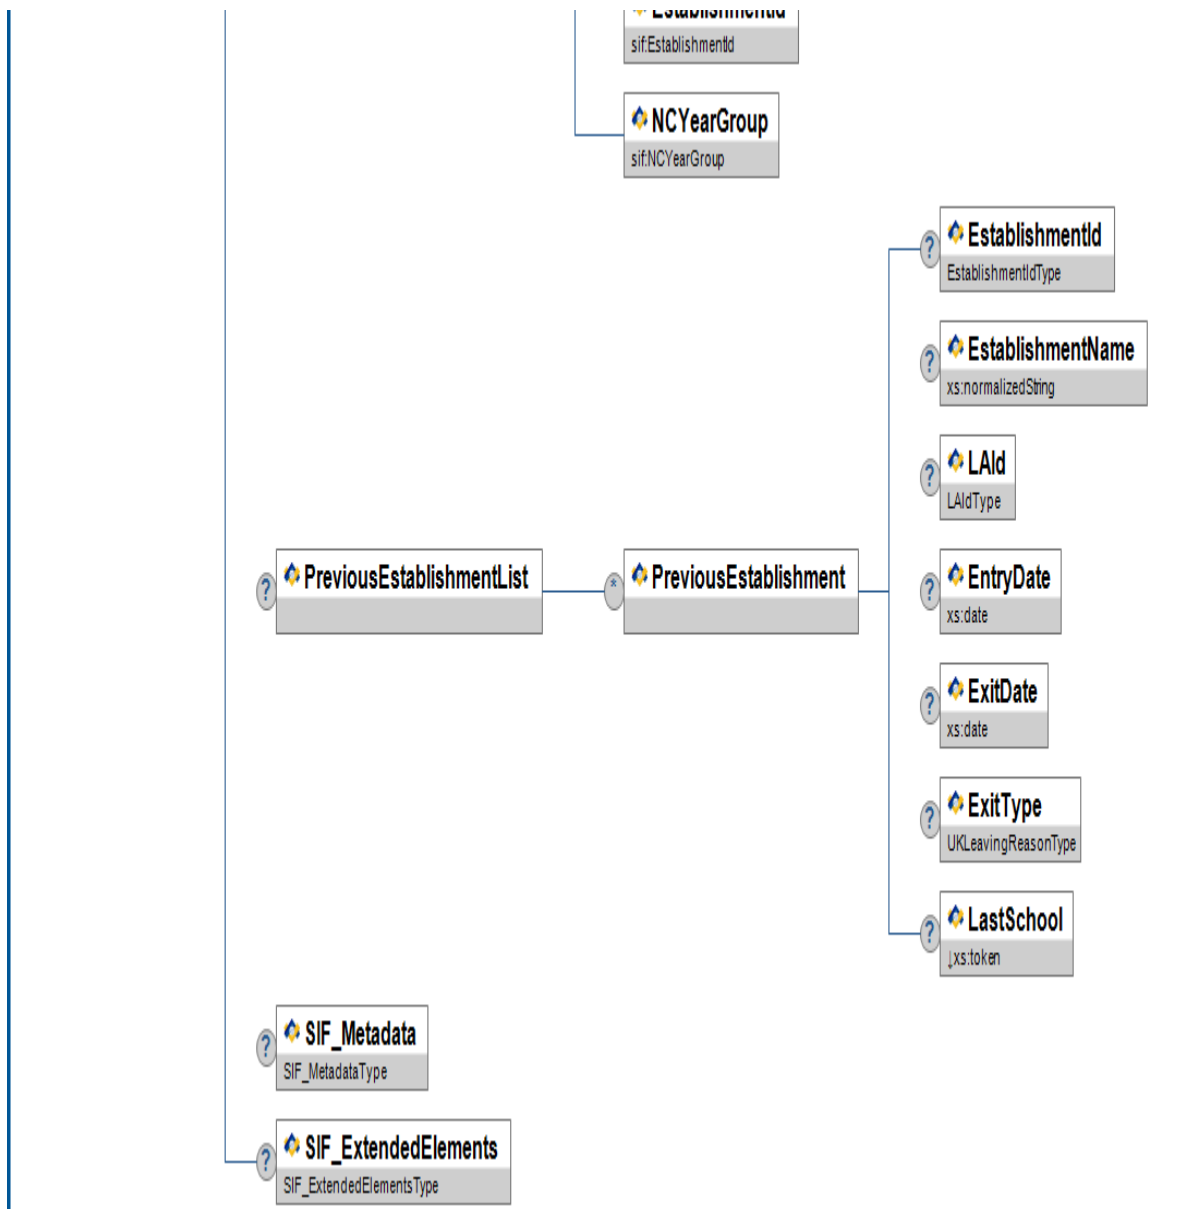 EstablishmentId
sif:EstablishmentId
NCYearGroup
sif:NCYearGroup
? EstablishmentId
EstablishmentIdType
? EstablishmentName
xs:normalizedString
? LAId
LAIdType
? PreviousEstablishmentList
* PreviousEstablishment
? EntryDate
xs:date
? ExitDate
xs:date
? ExitType
UKLeavingReasonType
? LastSchool
↓xs:token
? SIF_Metadata
SIF_MetadataType
? SIF_ExtendedElements
SIF_ExtendedElementsType